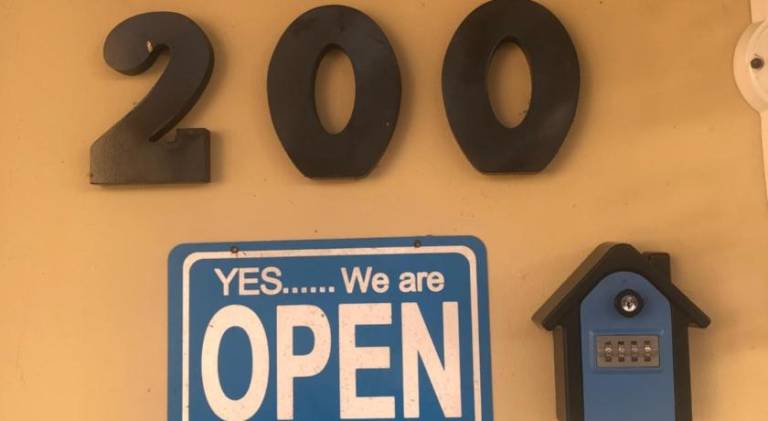 200
YES...... We are
OPEN